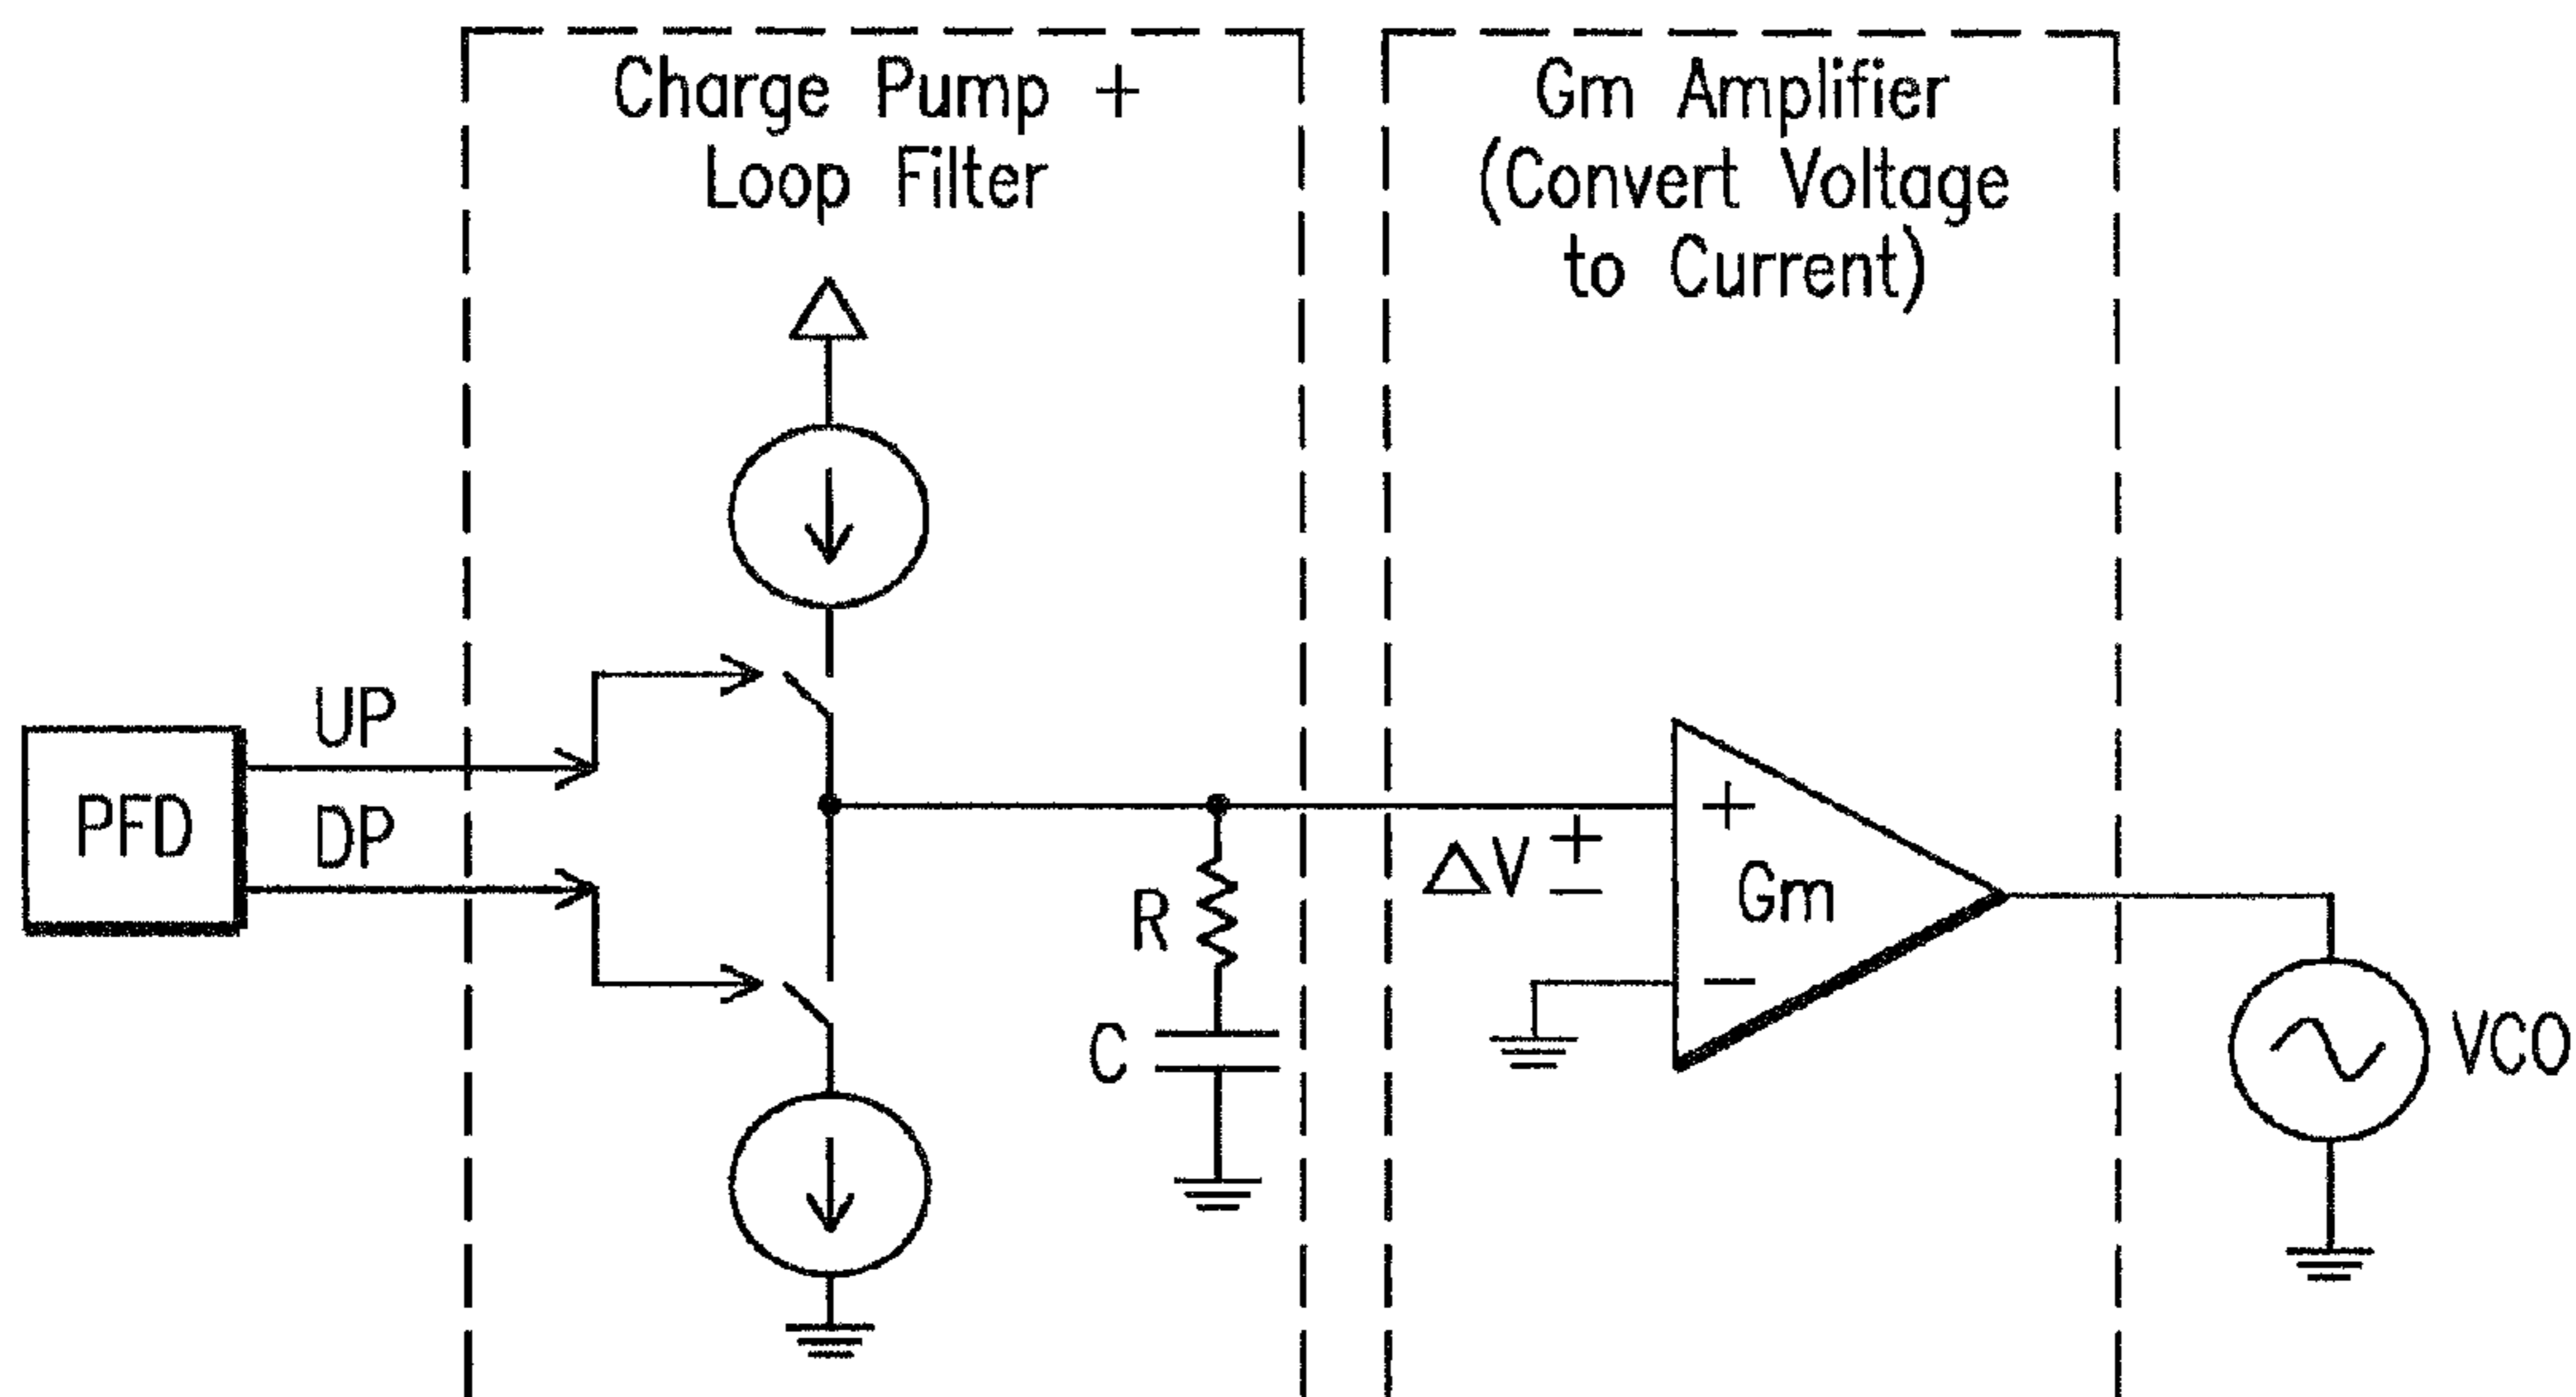 Charge Pump +
Loop Filter
Gm Amplifier
(Convert Voltage
to Current)
UP
PFD
DP
R
C
ΔV
+
−
+
Gm
−
VCO